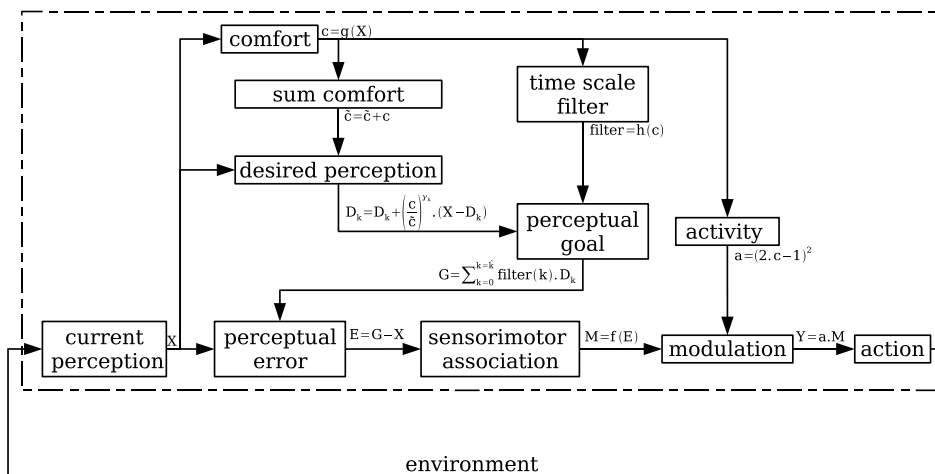 comfort
c=g(X)
sum comfort
c̃=c̃+c
time scale
filter
filter=h(c)
desired perception
D_k=D_k+(c/c̃)^{y_k}.(X−D_k)
perceptual
goal
activity
a=(2.c−1)²
G=∑_{k=0}^{k=k̂} filter(k).D_k
current
perception
X
perceptual
error
E=G−X
sensorimotor
association
M=f(E)
modulation
Y=a.M
action
environment